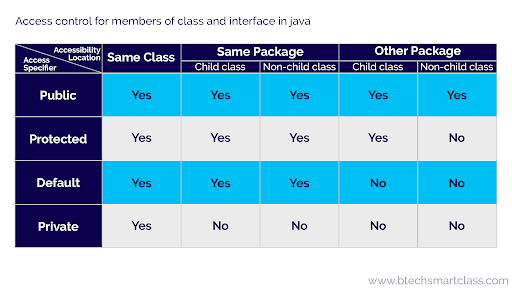 Access control for members of class and interface in java
Accessibility Location
Access Specifier
Same Class
Same Package
Other Package
Child class
Non-child class
Child class
Non-child class
Public
Yes
Yes
Yes
Yes
Yes
Protected
Yes
Yes
Yes
Yes
No
Default
Yes
Yes
Yes
No
No
Private
Yes
No
No
No
No
www.btechsmartclass.com